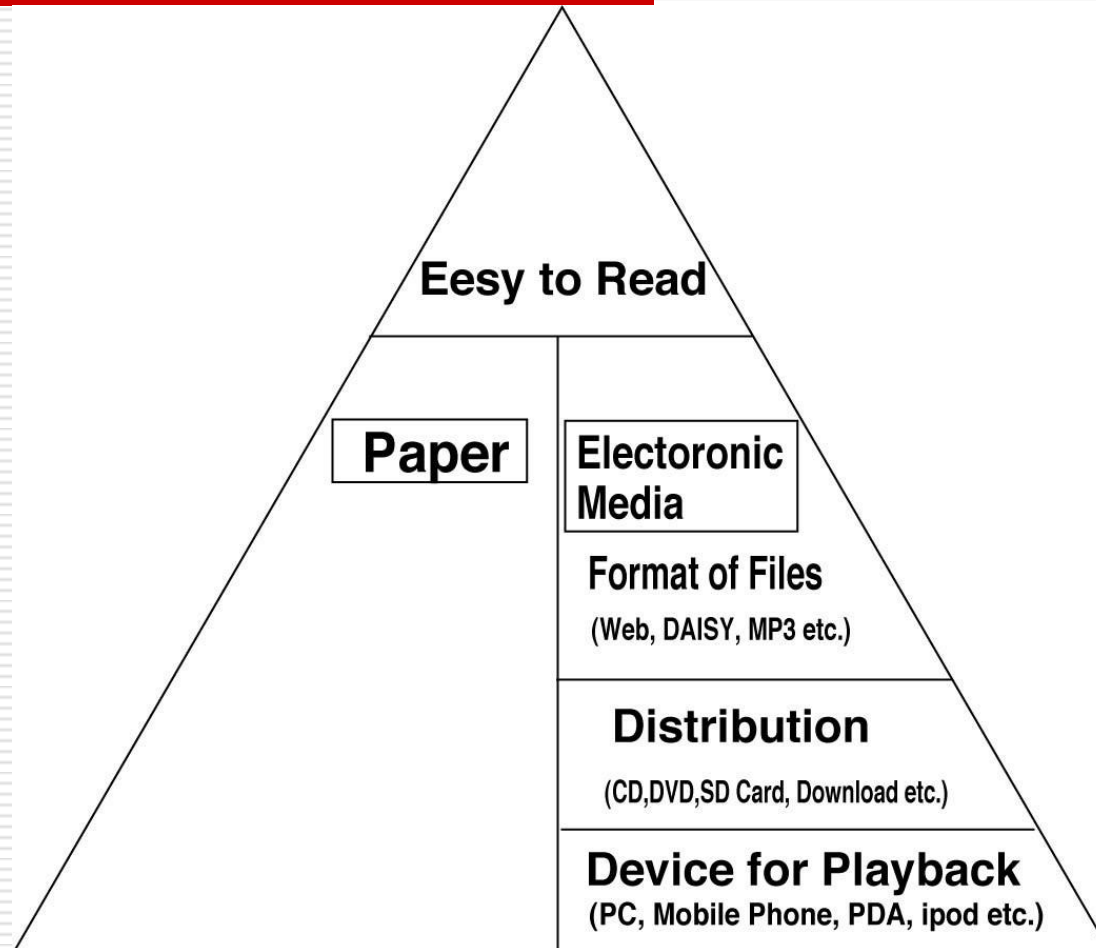 Eesy to Read
Paper
Electoronic
Media
Format of Files
(Web, DAISY, MP3 etc.)
Distribution
(CD,DVD,SD Card, Download etc.)
Device for Playback
(PC, Mobile Phone, PDA, ipod etc.)